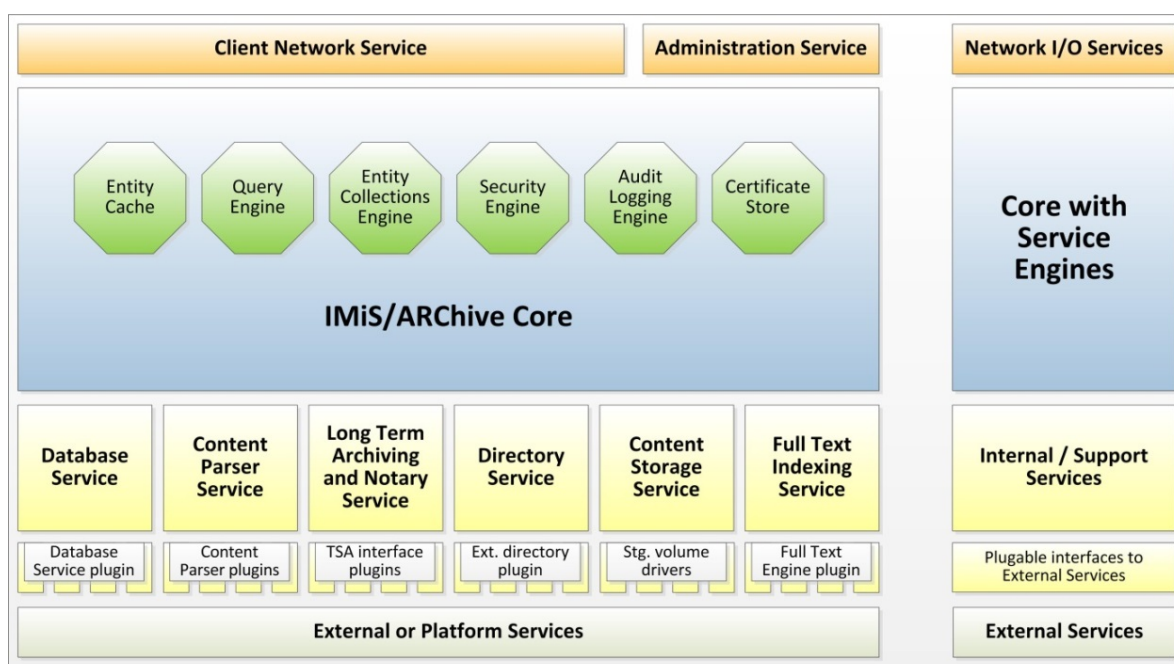 Client Network Service
Administration Service
Network I/O Services
Entity
Cache
Query
Engine
Entity
Collections
Engine
Security
Engine
Audit
Logging
Engine
Certificate
Store
IMiS/ARChive Core
Core with
Service
Engines
Database
Service
Content
Parser
Service
Long Term
Archiving
and Notary
Service
Directory
Service
Content
Storage
Service
Full Text
Indexing
Service
Internal / Support
Services
Database
Service plugin
Content
Parser plugins
TSA interface
plugins
Ext. directory
plugin
Stg. volume
drivers
Full Text
Engine plugin
Plugable interfaces to
External Services
External or Platform Services
External Services